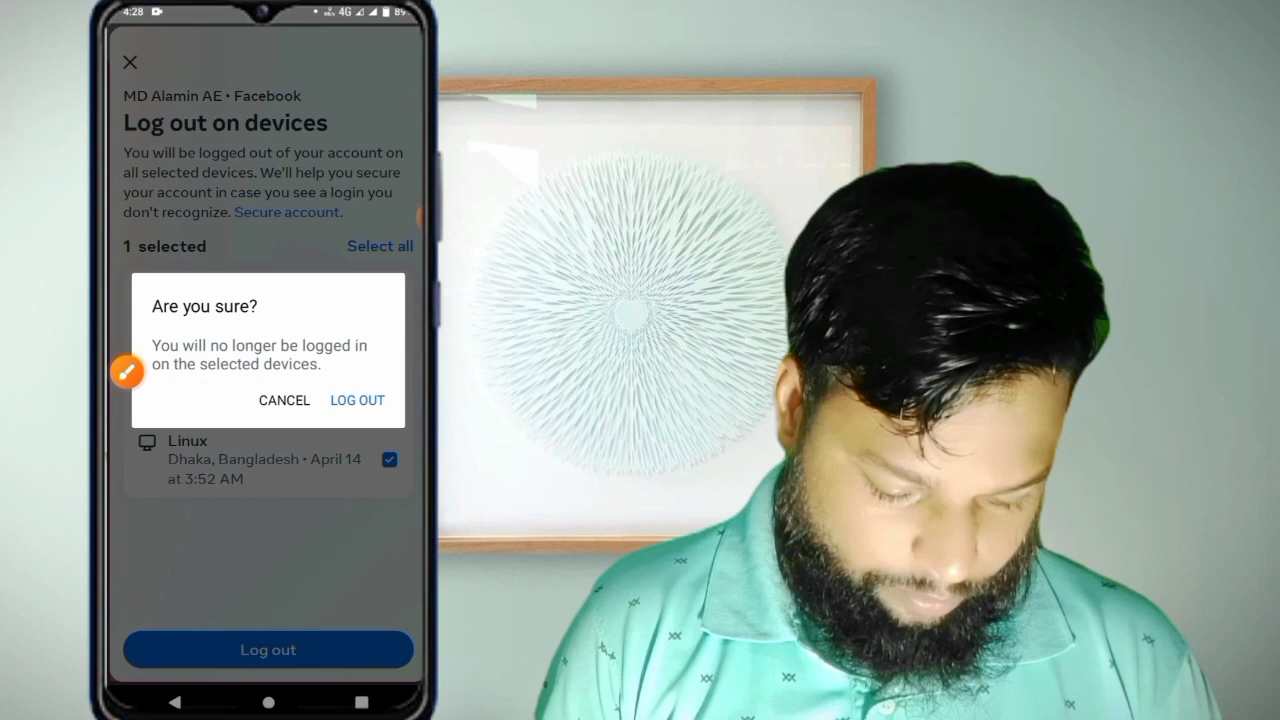 4:28
4G
89
MD Alamin AE • Facebook
Log out on devices
You will be logged out of your account on
all selected devices. We'll help you secure
your account in case you see a login you
don't recognize. Secure account.
1 selected
Select all
Are you sure?
You will no longer be logged in
on the selected devices.
CANCEL
LOG OUT
Linux
Dhaka, Bangladesh • April 14
at 3:52 AM
Log out